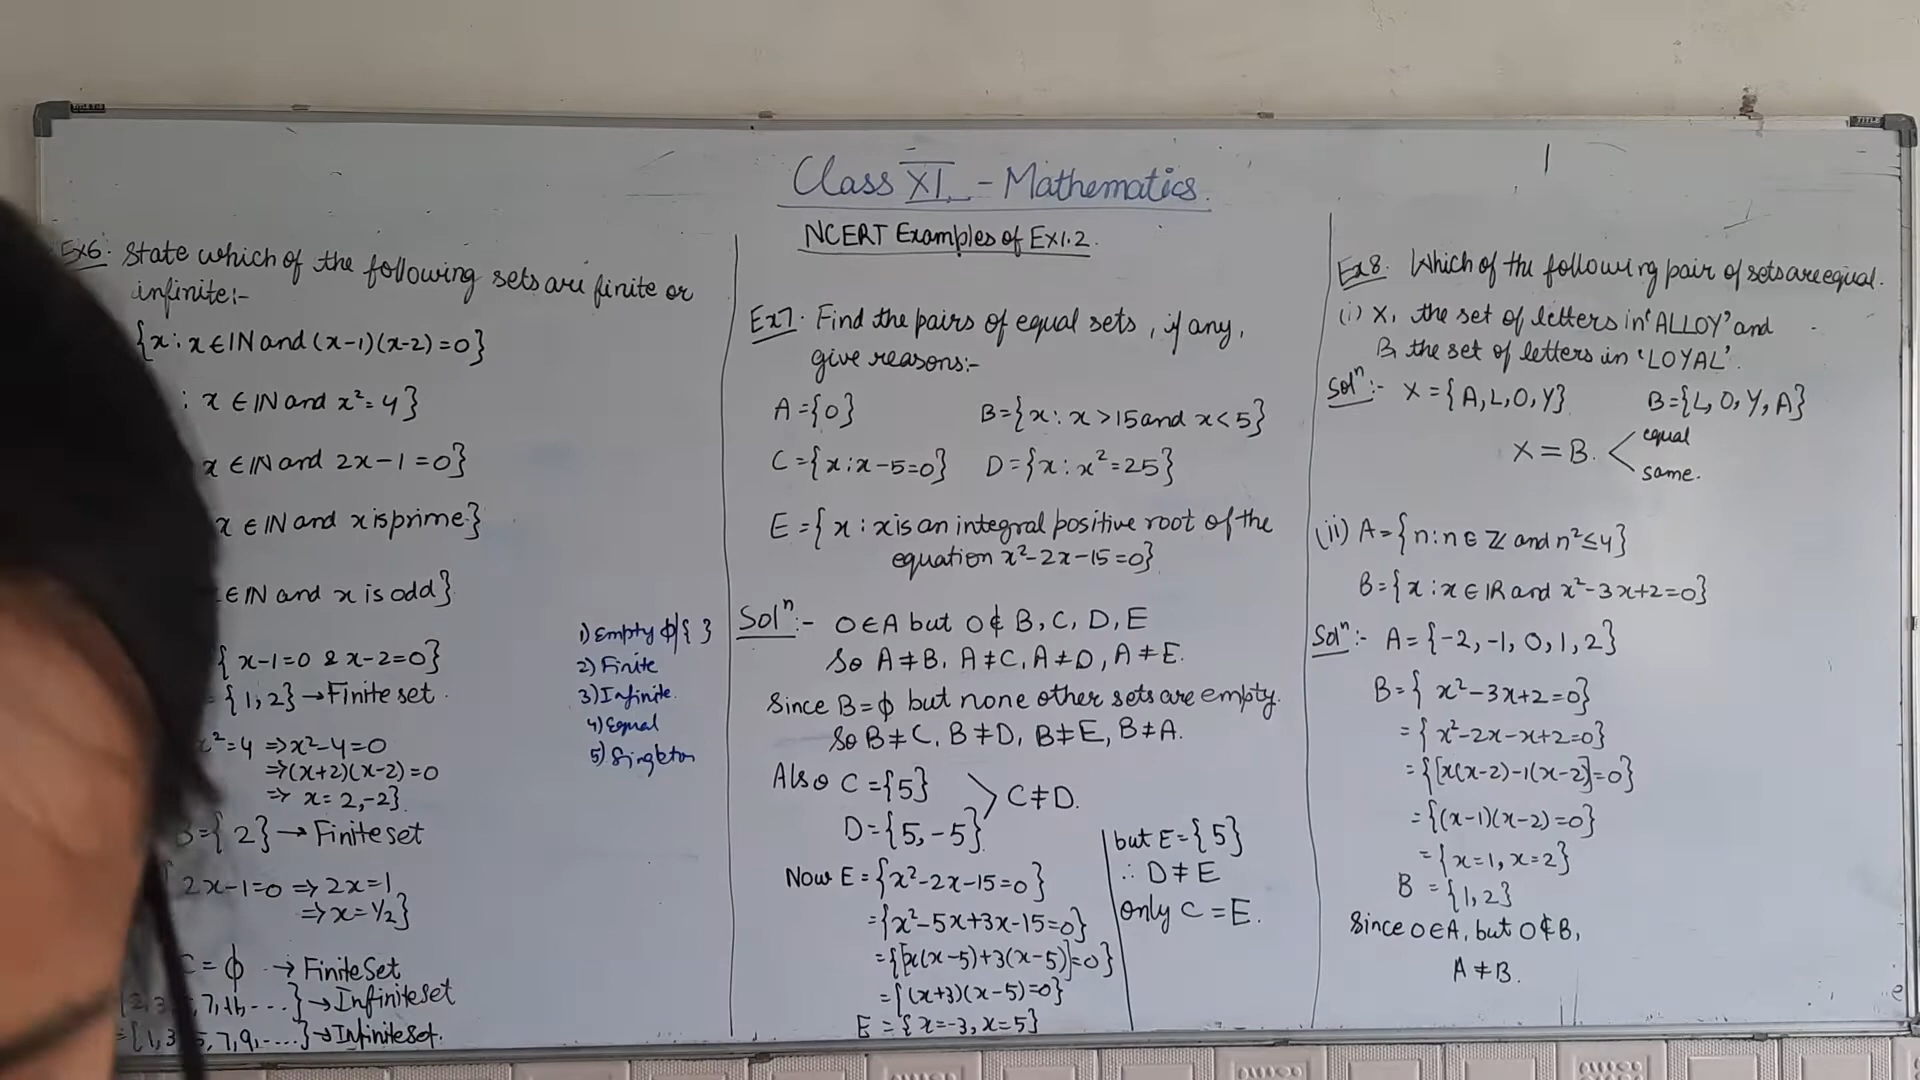 Class XI - Mathematics.
NCERT Examples of Ex1.2.
Ex6. State which of the following sets are finite or
infinite:-
{x : x ∈ IN and (x-1)(x-2)=0}
: x ∈ IN and x²=4}
x ∈ IN and 2x-1=0}
x ∈ IN and x is prime}
∈ IN and x is odd}
{ x-1=0 & x-2=0}
= {1,2} → Finite set.
x²=4 ⇒ x²-4=0
⇒ (x+2)(x-2)=0
⇒ x=2,-2}
B={2} → Finite set
2x-1=0 ⇒ 2x=1
⇒ x=1/2}
C=ϕ → Finite Set
7, 11, ....} → Infinite set
={1,3,5,7,9,....} → Infinite set.
1) Empty ϕ|{ }
2) Finite
3) Infinite.
4) Equal
5) Singleton
Ex7. Find the pairs of equal sets, if any,
give reasons:-
A={0} B={x : x>15 and x<5}
C={x : x-5=0} D={x : x²=25}
E={x : x is an integral positive root of the
equation x²-2x-15=0}
Solⁿ:- 0∈A but 0∉B, C, D, E
So A≠B, A≠C, A≠D, A≠E.
Since B=ϕ but none other sets are empty.
So B≠C, B≠D, B≠E, B≠A.
Also C={5}
D={5,-5}
C≠D.
Now E={x²-2x-15=0}
={x²-5x+3x-15=0}
={[x(x-5)+3(x-5)]=0}
={(x+3)(x-5)=0}
E={x=-3, x=5}
but E={5}
∴ D≠E
only C=E.
Ex8. Which of the following pair of sets are equal.
(i) X, the set of letters in 'ALLOY' and
B, the set of letters in 'LOYAL'.
Solⁿ:- X={A,L,O,Y} B={L,O,Y,A}
X=B. < equal
same.
(ii) A={n : n∈Z and n²≤4}
B={x : x∈IR and x²-3x+2=0}
Solⁿ:- A={-2,-1,0,1,2}
B={ x²-3x+2=0}
={ x²-2x-x+2=0}
={[x(x-2)-1(x-2)]=0}
={(x-1)(x-2)=0}
={x=1, x=2}
B={1,2}
Since 0∈A, but 0∉B,
A≠B.